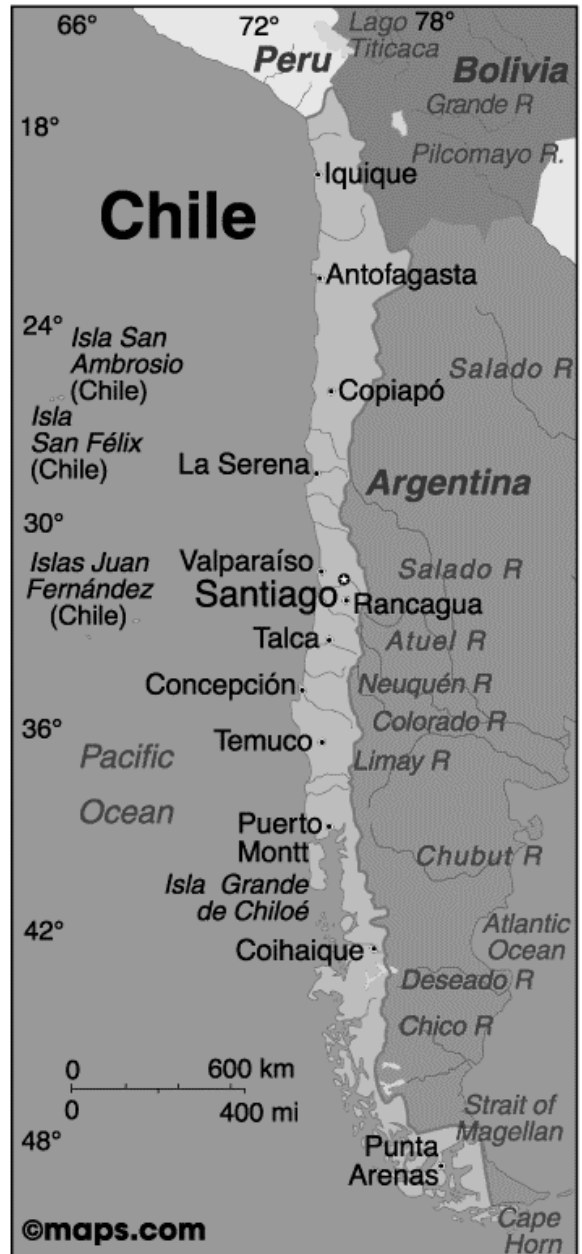 66°
72°
78°
Lago
Titicaca
Peru
Bolivia
Grande R
18°
Pilcomayo R.
Iquique
Chile
Antofagasta
24°
Isla San
Ambrosio
(Chile)
Salado R
Copiapó
Isla
San Félix
(Chile)
La Serena
Argentina
30°
Islas Juan
Fernández
(Chile)
Valparaíso
Santiago
Salado R
Rancagua
Talca
Atuel R
Concepción
Neuquén R
36°
Colorado R
Temuco
Pacific
Ocean
Limay R
Puerto
Montt
Chubut R
Isla Grande
de Chiloé
42°
Atlantic
Ocean
Coihaique
Deseado R
Chico R
0 600 km
0 400 mi
Strait of
Magellan
48°
Punta
Arenas
Cape
Horn
©maps.com